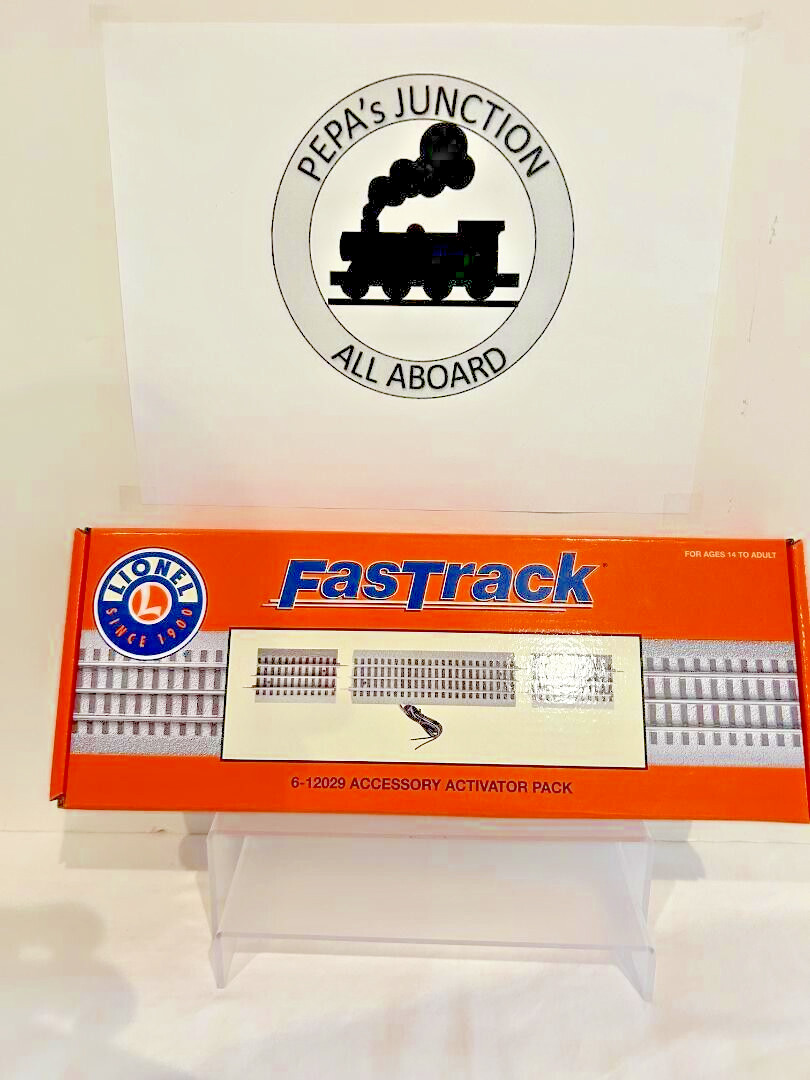 PEPA's JUNCTION
ALL ABOARD
FOR AGES 14 TO ADULT
LIONEL
L
SINCE 1900
FasTrack
6-12029 ACCESSORY ACTIVATOR PACK